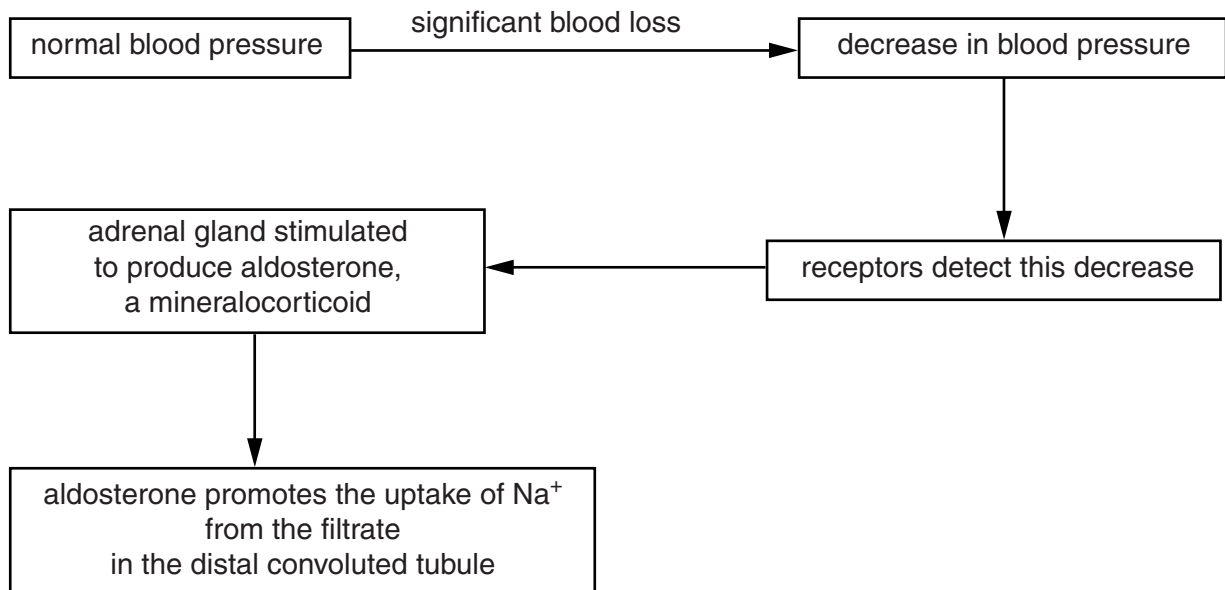 normal blood pressure
significant blood loss
decrease in blood pressure
receptors detect this decrease
adrenal gland stimulated
to produce aldosterone,
a mineralocorticoid
aldosterone promotes the uptake of Na⁺
from the filtrate
in the distal convoluted tubule